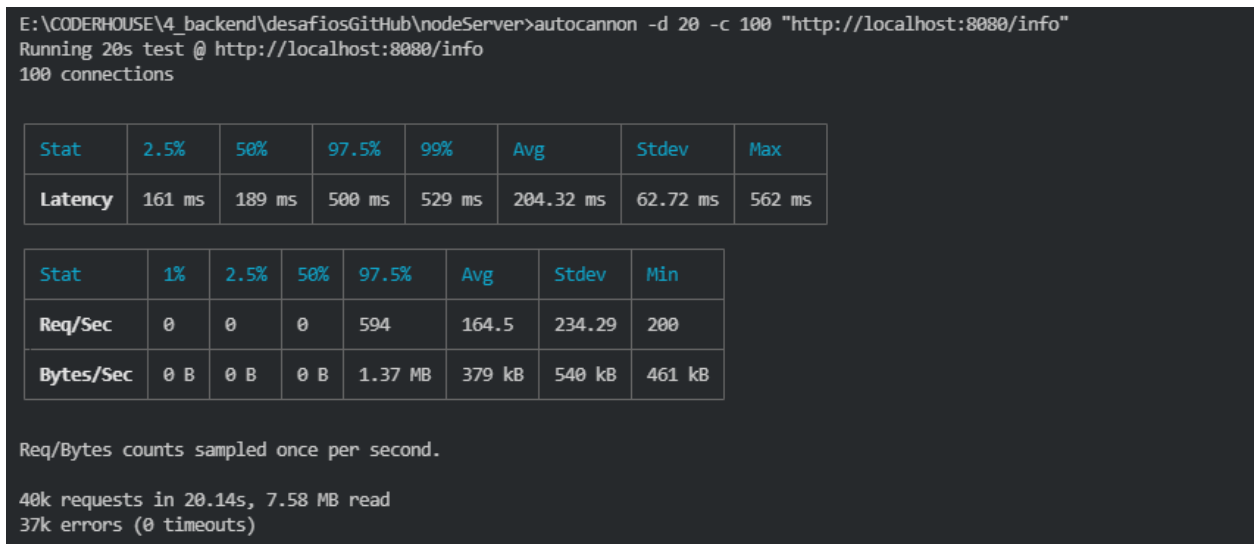 E:\CODERHOUSE\4_backend\desafiosGitHub\nodeServer>autocannon -d 20 -c 100 "http://localhost:8080/info"
Running 20s test @ http://localhost:8080/info
100 connections
Stat 2.5% 50% 97.5% 99% Avg Stdev Max
Latency 161 ms 189 ms 500 ms 529 ms 204.32 ms 62.72 ms 562 ms
Stat 1% 2.5% 50% 97.5% Avg Stdev Min
Req/Sec 0 0 0 594 164.5 234.29 200
Bytes/Sec 0 B 0 B 0 B 1.37 MB 379 kB 540 kB 461 kB
Req/Bytes counts sampled once per second.
40k requests in 20.14s, 7.58 MB read
37k errors (0 timeouts)